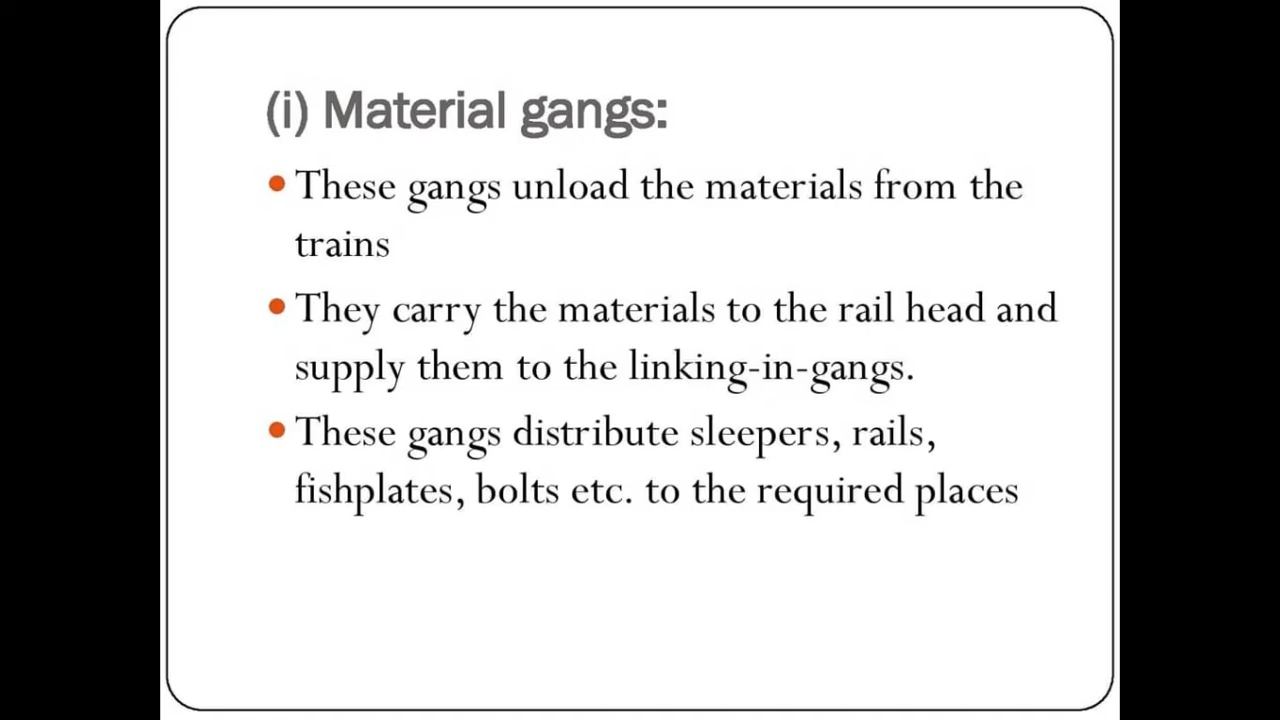 (i) Material gangs:
• These gangs unload the materials from the
trains
• They carry the materials to the rail head and
supply them to the linking-in-gangs.
• These gangs distribute sleepers, rails,
fishplates, bolts etc. to the required places